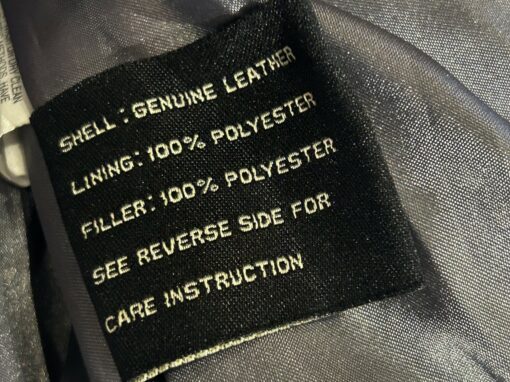 SHELL: GENUINE LEATHER
LINING: 100% POLYESTER
FILLER: 100% POLYESTER
SEE REVERSE SIDE FOR
CARE INSTRUCTION